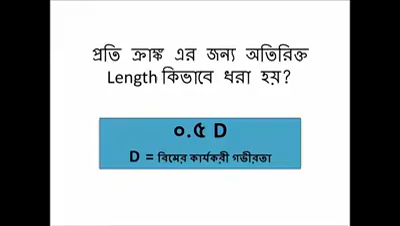 প্রতি ক্রাঙ্ক এর জন্য অতিরিক্ত
Length কিভাবে ধরা হয়?
০.৫ D
D = বিমের কার্যকরী গভীরতা